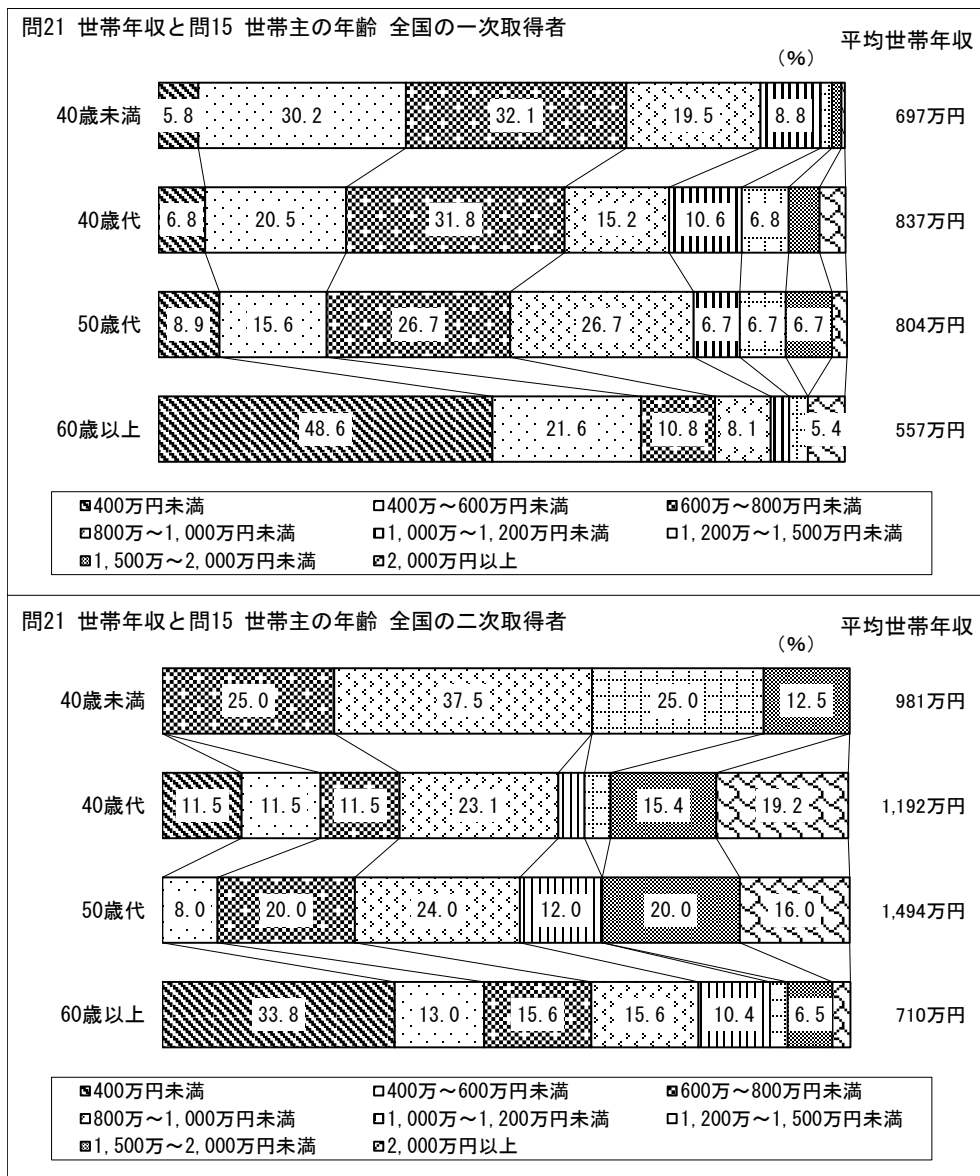 問21 世帯年収と問15 世帯主の年齢 全国の一次取得者
平均世帯年収
(%)
40歳未満 5.8 30.2 32.1 19.5 8.8 697万円
40歳代 6.8 20.5 31.8 15.2 10.6 6.8 837万円
50歳代 8.9 15.6 26.7 26.7 6.7 6.7 6.7 804万円
60歳以上 48.6 21.6 10.8 8.1 5.4 557万円
400万円未満 400万～600万円未満 600万～800万円未満
800万～1,000万円未満 1,000万～1,200万円未満 1,200万～1,500万円未満
1,500万～2,000万円未満 2,000万円以上
問21 世帯年収と問15 世帯主の年齢 全国の二次取得者
平均世帯年収
(%)
40歳未満 25.0 37.5 25.0 12.5 981万円
40歳代 11.5 11.5 11.5 23.1 15.4 19.2 1,192万円
50歳代 8.0 20.0 24.0 12.0 20.0 16.0 1,494万円
60歳以上 33.8 13.0 15.6 15.6 10.4 6.5 710万円
400万円未満 400万～600万円未満 600万～800万円未満
800万～1,000万円未満 1,000万～1,200万円未満 1,200万～1,500万円未満
1,500万～2,000万円未満 2,000万円以上